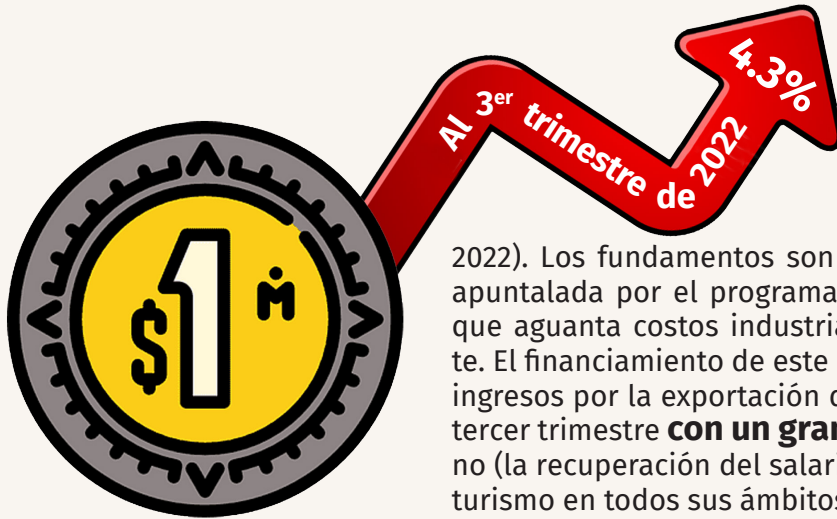 4.3%
Al 3er trimestre de 2022
$1
M
2022). Los fundamentos son
apuntalada por el programa
que aguanta costos industria
te. El financiamiento de este
ingresos por la exportación
tercer trimestre con un gran
no (la recuperación del salar
turismo en todos sus ámbitos